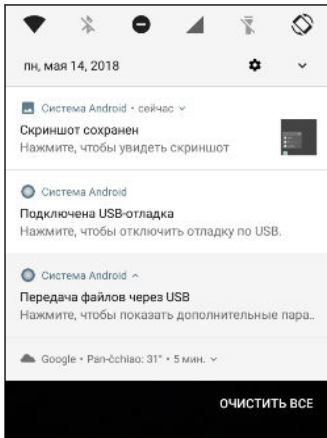 пн, мая 14, 2018
Система Android • сейчас
Скриншот сохранен
Нажмите, чтобы увидеть скриншот
Система Android
Подключена USB-отладка
Нажмите, чтобы отключить отладку по USB.
Система Android
Передача файлов через USB
Нажмите, чтобы показать дополнительные пара..
Google • Pan-čchiao: 31° • 5 мин.
ОЧИСТИТЬ ВСЕ